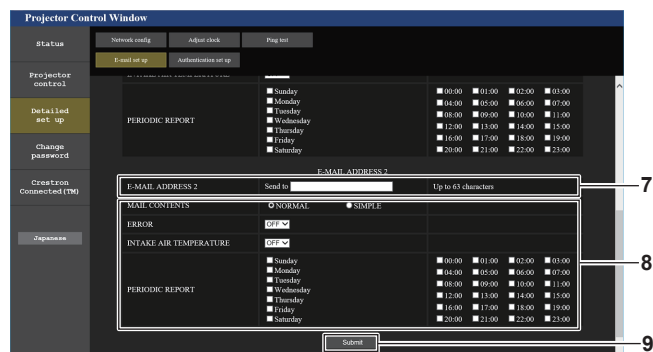 Projector Control Window
Status
Network config Adjust clock Ping test
E-mail set up Authentication set up
Projector
control
Detailed
set up
Change
password
Crestron
Connected(TM)
Japanese
INTAKE AIR TEMPERATURE
PERIODIC REPORT
Sunday
Monday
Tuesday
Wednesday
Thursday
Friday
Saturday
00:00 01:00 02:00 03:00
04:00 05:00 06:00 07:00
08:00 09:00 10:00 11:00
12:00 13:00 14:00 15:00
16:00 17:00 18:00 19:00
20:00 21:00 22:00 23:00
E-MAIL ADDRESS 2
E-MAIL ADDRESS 2 Send to Up to 63 characters
7
MAIL CONTENTS NORMAL SIMPLE
ERROR OFF
INTAKE AIR TEMPERATURE OFF
8
PERIODIC REPORT
Sunday
Monday
Tuesday
Wednesday
Thursday
Friday
Saturday
00:00 01:00 02:00 03:00
04:00 05:00 06:00 07:00
08:00 09:00 10:00 11:00
12:00 13:00 14:00 15:00
16:00 17:00 18:00 19:00
20:00 21:00 22:00 23:00
Submit
9